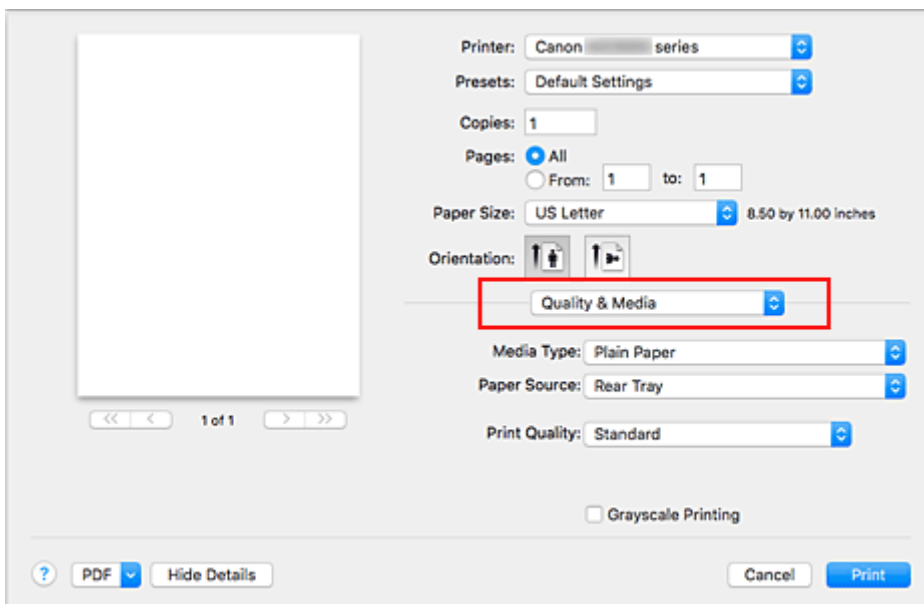 Printer: Canon series
Presets: Default Settings
Copies: 1
Pages: All
From: 1 to: 1
Paper Size: US Letter 8.50 by 11.00 inches
Orientation:
Quality & Media
Media Type: Plain Paper
Paper Source: Rear Tray
1 of 1
Print Quality: Standard
Grayscale Printing
? PDF Hide Details Cancel Print